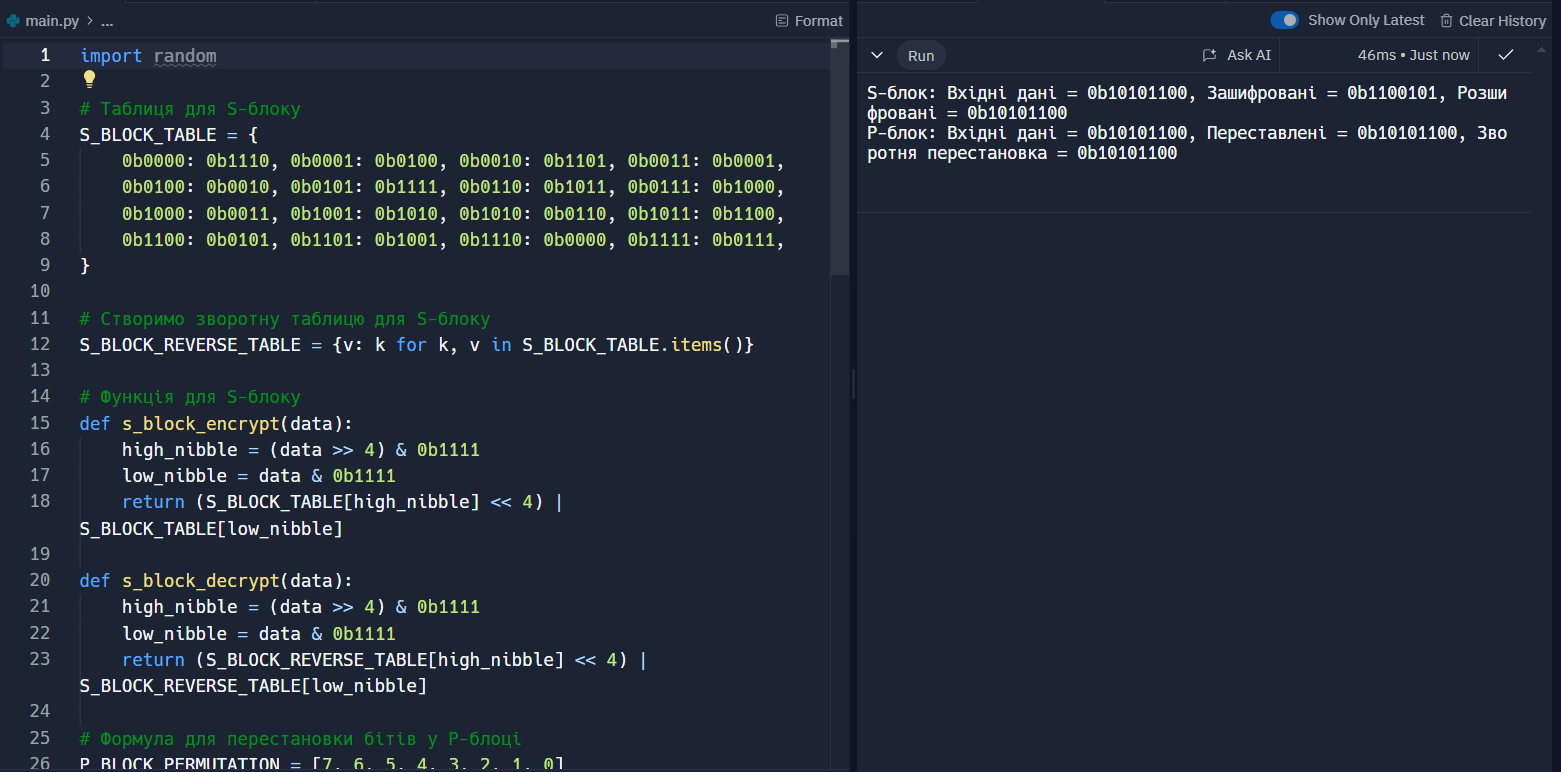 main.py > ...
Format
1 import random
2
3 # Таблиця для S-блоку
4 S_BLOCK_TABLE = {
5 0b0000: 0b1110, 0b0001: 0b0100, 0b0010: 0b1101, 0b0011: 0b0001,
6 0b0100: 0b0010, 0b0101: 0b1111, 0b0110: 0b1011, 0b0111: 0b1000,
7 0b1000: 0b0011, 0b1001: 0b1010, 0b1010: 0b0110, 0b1011: 0b1100,
8 0b1100: 0b0101, 0b1101: 0b1001, 0b1110: 0b0000, 0b1111: 0b0111,
9 }
10
11 # Створимо зворотну таблицю для S-блоку
12 S_BLOCK_REVERSE_TABLE = {v: k for k, v in S_BLOCK_TABLE.items()}
13
14 # Функція для S-блоку
15 def s_block_encrypt(data):
16 high_nibble = (data >> 4) & 0b1111
17 low_nibble = data & 0b1111
18 return (S_BLOCK_TABLE[high_nibble] << 4) |
S_BLOCK_TABLE[low_nibble]
19
20 def s_block_decrypt(data):
21 high_nibble = (data >> 4) & 0b1111
22 low_nibble = data & 0b1111
23 return (S_BLOCK_REVERSE_TABLE[high_nibble] << 4) |
S_BLOCK_REVERSE_TABLE[low_nibble]
24
25 # Формула для перестановки бітів у P-блоці
26 P_BLOCK_PERMUTATION = [7, 6, 5, 4, 3, 2, 1, 0]
Show Only Latest
Clear History
Run
Ask AI
46ms • Just now
S-блок: Вхідні дані = 0b10101100, Зашифровані = 0b1100101, Розши
фровані = 0b10101100
P-блок: Вхідні дані = 0b10101100, Переставлені = 0b10101100, Зво
ротня перестановка = 0b10101100